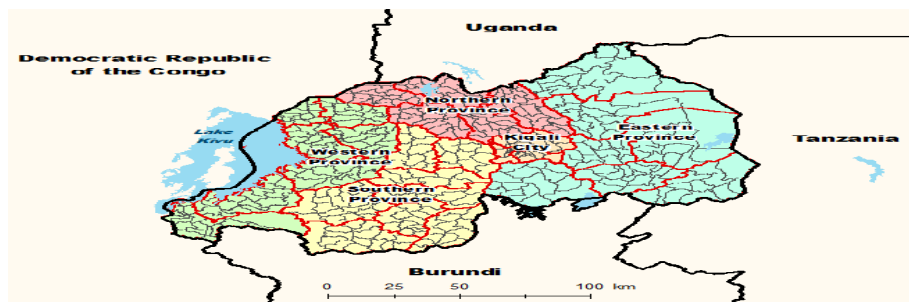 Uganda
Democratic Republic
of the Congo
Northern
Province
Lake
Kivu
Kigali
City
Eastern
Province
Tanzania
Western
Province
Southern
Province
Burundi
0 25 50 100 km